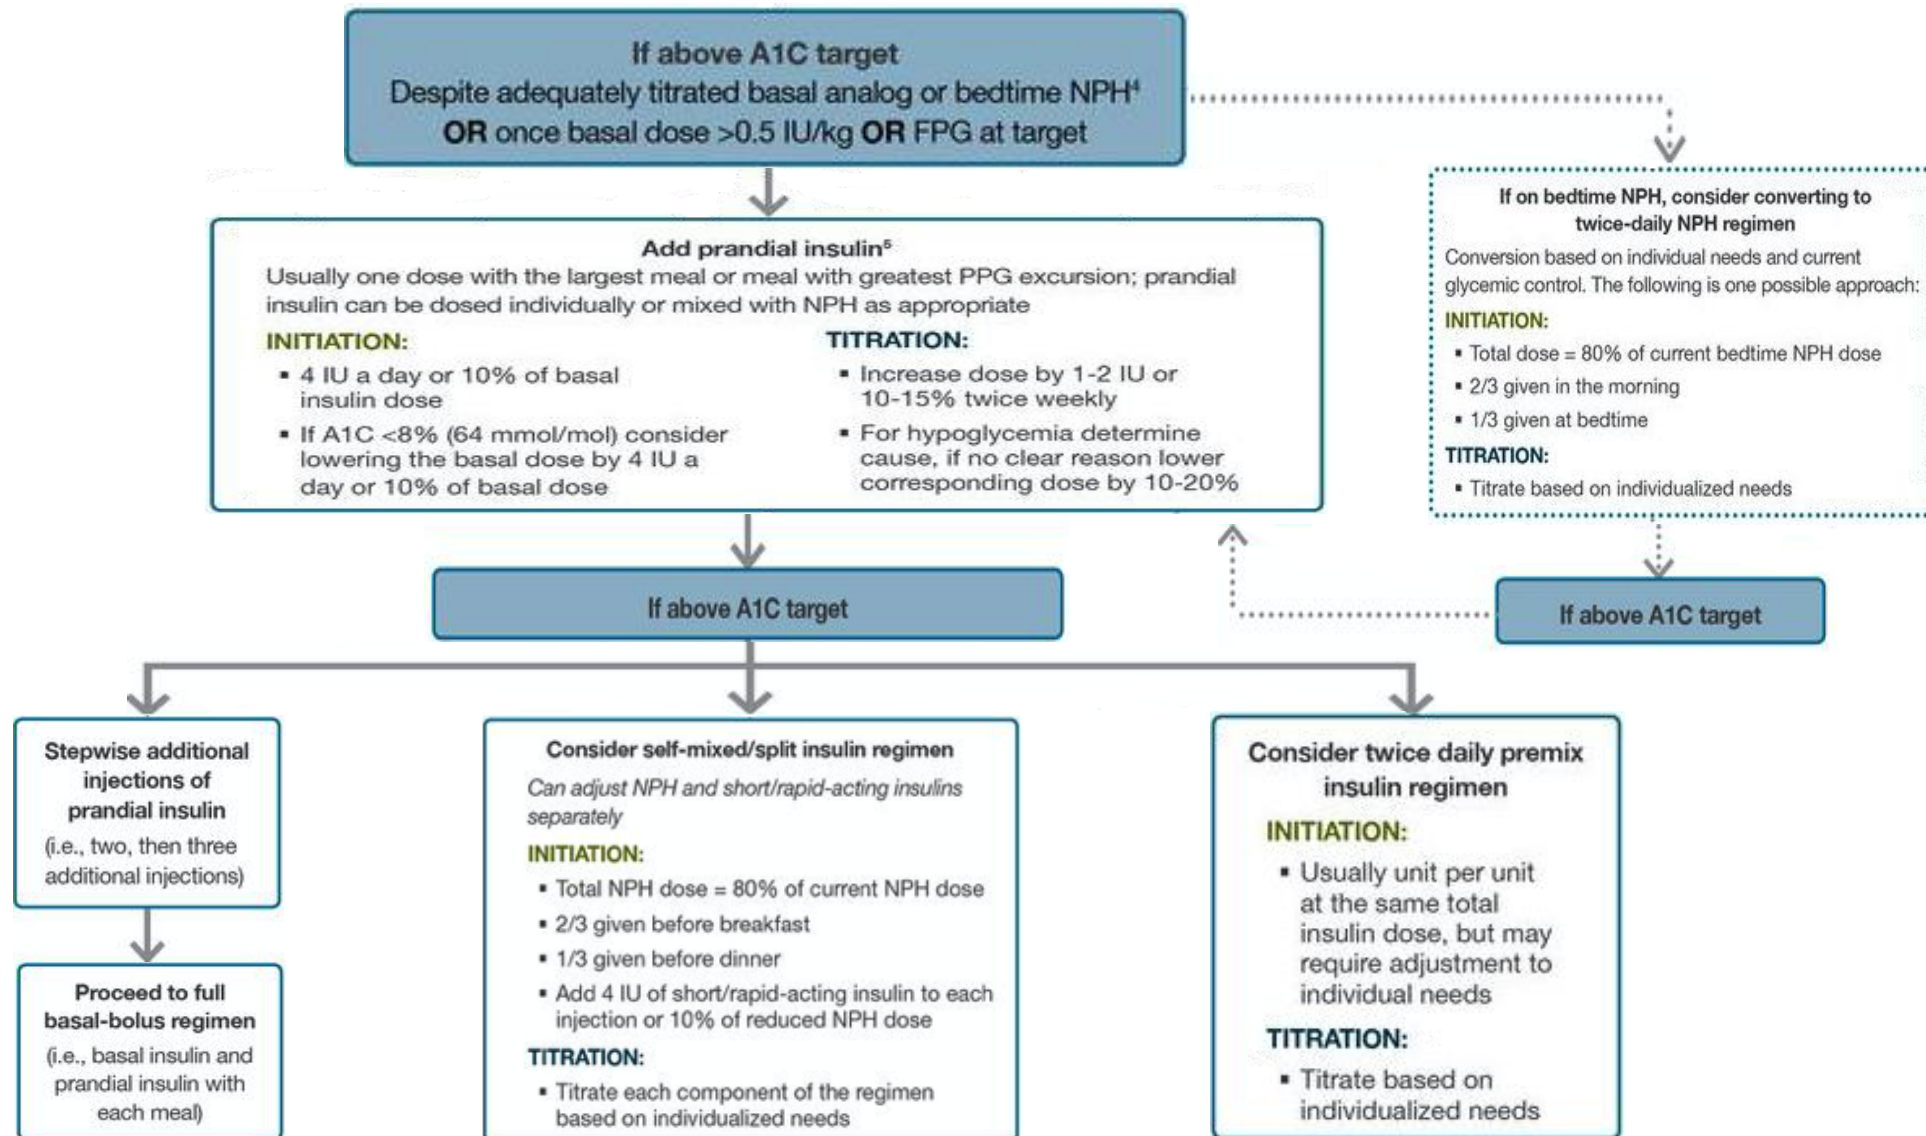 If above A1C target
Despite adequately titrated basal analog or bedtime NPH⁴
OR once basal dose >0.5 IU/kg OR FPG at target
If on bedtime NPH, consider converting to
twice-daily NPH regimen
Conversion based on individual needs and current
glycemic control. The following is one possible approach:
INITIATION:
▪ Total dose = 80% of current bedtime NPH dose
▪ 2/3 given in the morning
▪ 1/3 given at bedtime
TITRATION:
▪ Titrate based on individualized needs
Add prandial insulin⁵
Usually one dose with the largest meal or meal with greatest PPG excursion; prandial
insulin can be dosed individually or mixed with NPH as appropriate
INITIATION:
▪ 4 IU a day or 10% of basal
insulin dose
▪ If A1C <8% (64 mmol/mol) consider
lowering the basal dose by 4 IU a
day or 10% of basal dose
TITRATION:
▪ Increase dose by 1-2 IU or
10-15% twice weekly
▪ For hypoglycemia determine
cause, if no clear reason lower
corresponding dose by 10-20%
If above A1C target
If above A1C target
Stepwise additional
injections of
prandial insulin
(i.e., two, then three
additional injections)
Proceed to full
basal-bolus regimen
(i.e., basal insulin and
prandial insulin with
each meal)
Consider self-mixed/split insulin regimen
Can adjust NPH and short/rapid-acting insulins
separately
INITIATION:
▪ Total NPH dose = 80% of current NPH dose
▪ 2/3 given before breakfast
▪ 1/3 given before dinner
▪ Add 4 IU of short/rapid-acting insulin to each
injection or 10% of reduced NPH dose
TITRATION:
▪ Titrate each component of the regimen
based on individualized needs
Consider twice daily premix
insulin regimen
INITIATION:
▪ Usually unit per unit
at the same total
insulin dose, but may
require adjustment to
individual needs
TITRATION:
▪ Titrate based on
individualized needs